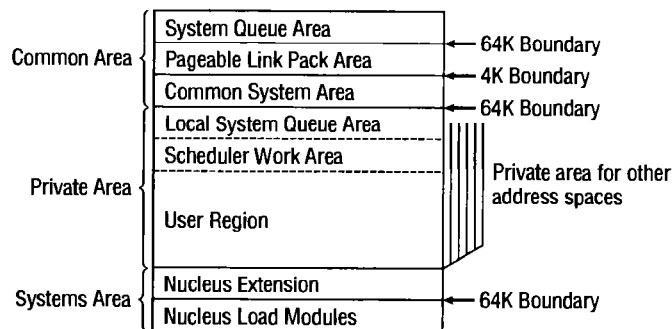 System Queue Area
64K Boundary
Common Area
Pageable Link Pack Area
4K Boundary
Common System Area
64K Boundary
Local System Queue Area
Scheduler Work Area
Private Area
Private area for other
address spaces
User Region
Nucleus Extension
Systems Area
64K Boundary
Nucleus Load Modules